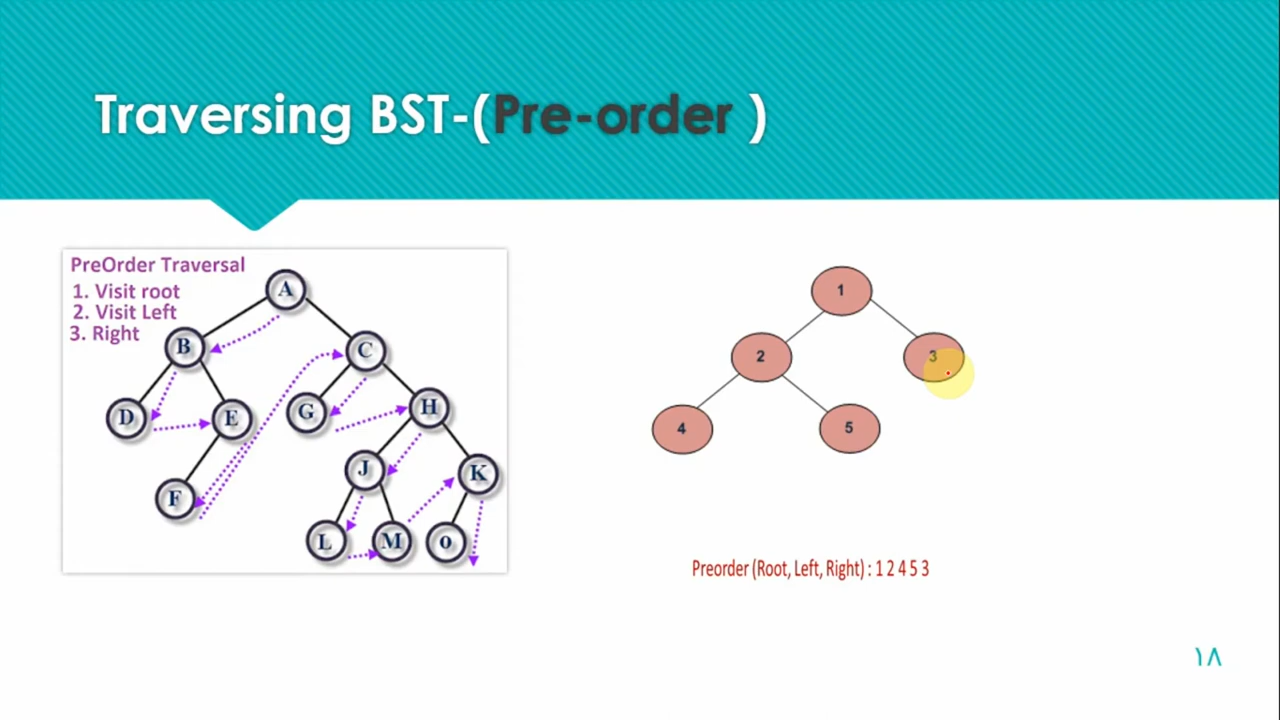 Traversing BST-(Pre-order )
PreOrder Traversal
1. Visit root
2. Visit Left
3. Right
A
B
C
D
E
G
H
F
J
K
L
M
o
1
2
3
4
5
Preorder (Root, Left, Right) : 1 2 4 5 3
١٨